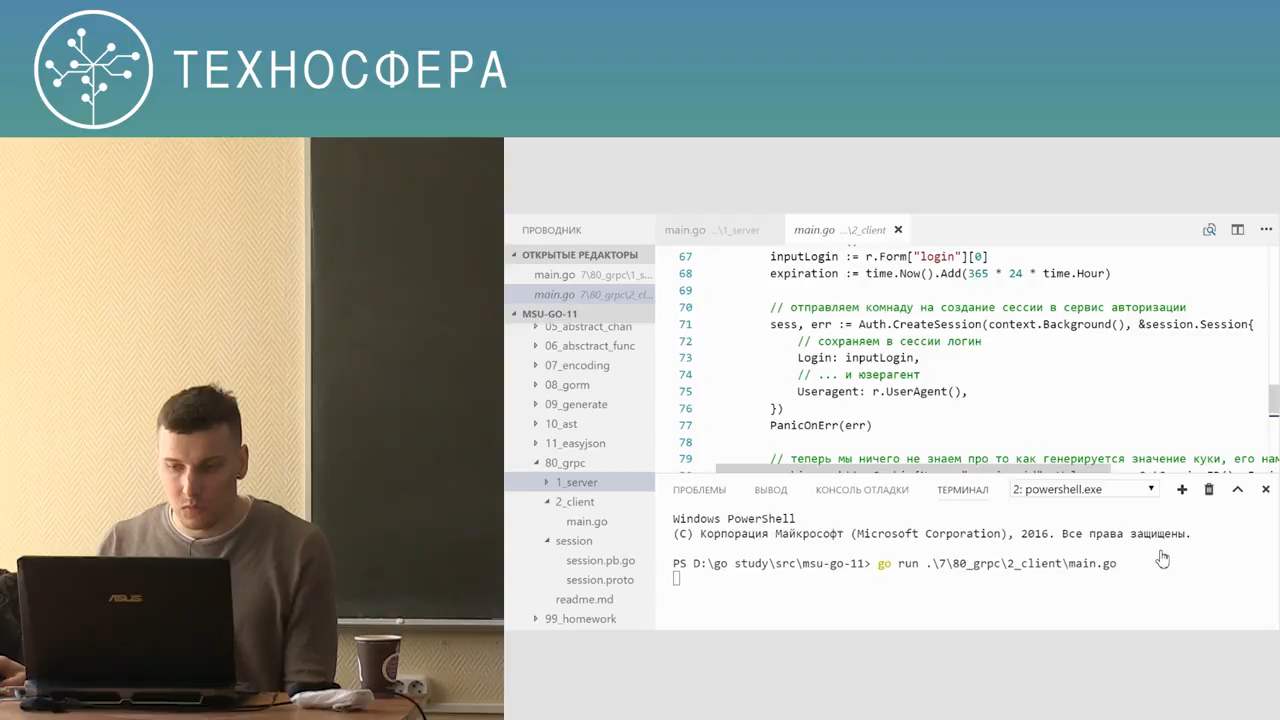 ТЕХНОСФЕРА
ПРОВОДНИК
ОТКРЫТЫЕ РЕДАКТОРЫ
main.go 7\80_grpc\1_s...
main.go 7\80_grpc\2_cl...
MSU-GO-11
05_abstract_chan
06_absctract_func
07_encoding
08_gorm
09_generate
10_ast
11_easyjson
80_grpc
1_server
2_client
main.go
session
session.pb.go
session.proto
readme.md
99_homework
main.go ...\1_server
main.go ...\2_client
67 inputLogin := r.Form["login"][0]
68 expiration := time.Now().Add(365 * 24 * time.Hour)
69
70 // отправляем комнаду на создание сессии в сервис авторизации
71 sess, err := Auth.CreateSession(context.Background(), &session.Session{
72 // сохраняем в сессии логин
73 Login: inputLogin,
74 // ... и юзерагент
75 Useragent: r.UserAgent(),
76 })
77 PanicOnErr(err)
78
79 // теперь мы ничего не знаем про то как генерируется значение куки, его
ПРОБЛЕМЫ ВЫВОД КОНСОЛЬ ОТЛАДКИ ТЕРМИНАЛ 2: powershell.exe
Windows PowerShell
(C) Корпорация Майкрософт (Microsoft Corporation), 2016. Все права защищены.
PS D:\go study\src\msu-go-11> go run .\7\80_grpc\2_client\main.go
ASUS